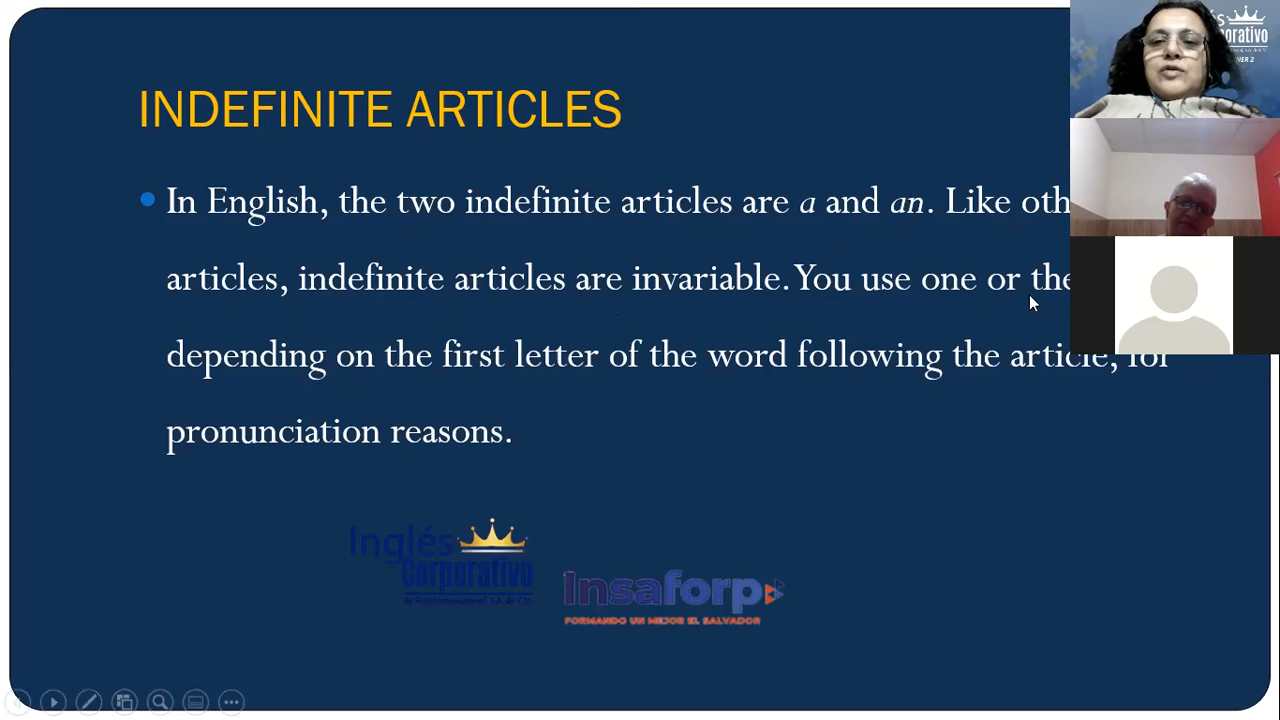 INDEFINITE ARTICLES
In English, the two indefinite articles are a and an. Like oth
articles, indefinite articles are invariable. You use one or the
depending on the first letter of the word following the article, for
pronunciation reasons.
Inglés
Corporativo
Insaforp
FORMANDO UN MEJOR EL SALVADOR